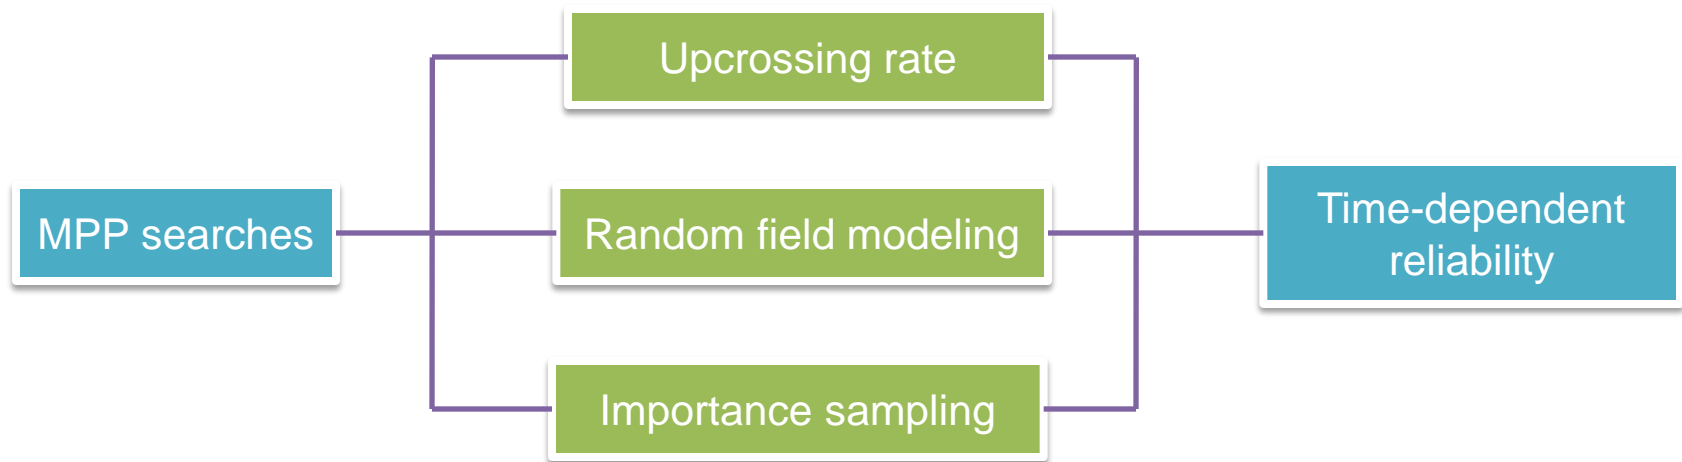 Upcrossing rate
MPP searches
Random field modeling
Time-dependent
reliability
Importance sampling